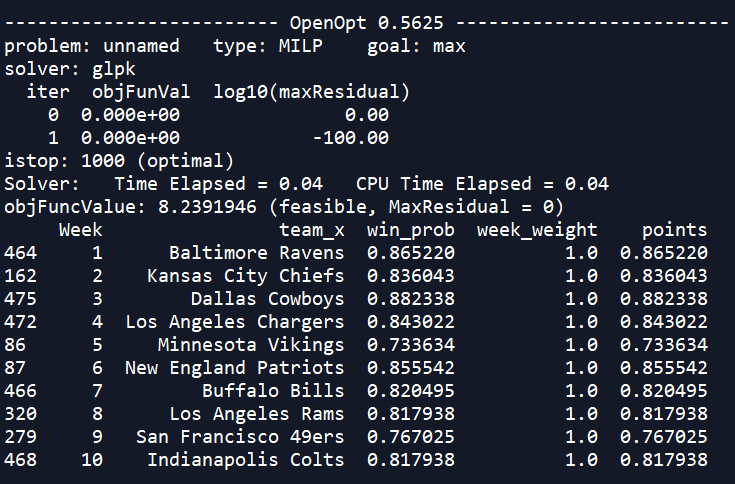 ------------------------- OpenOpt 0.5625 -------------------------
problem: unnamed   type: MILP    goal: max
solver: glpk
  iter  objFunVal  log10(maxResidual)
    0  0.000e+00            0.00
    1  0.000e+00         -100.00
istop: 1000 (optimal)
Solver:   Time Elapsed = 0.04   CPU Time Elapsed = 0.04
objFuncValue: 8.2391946 (feasible, MaxResidual = 0)
     Week                team_x  win_prob  week_weight    points
464     1      Baltimore Ravens  0.865220          1.0  0.865220
162     2    Kansas City Chiefs  0.836043          1.0  0.836043
475     3        Dallas Cowboys  0.882338          1.0  0.882338
472     4  Los Angeles Chargers  0.843022          1.0  0.843022
86      5     Minnesota Vikings  0.733634          1.0  0.733634
87      6  New England Patriots  0.855542          1.0  0.855542
466     7         Buffalo Bills  0.820495          1.0  0.820495
320     8      Los Angeles Rams  0.817938          1.0  0.817938
279     9   San Francisco 49ers  0.767025          1.0  0.767025
468    10    Indianapolis Colts  0.817938          1.0  0.817938